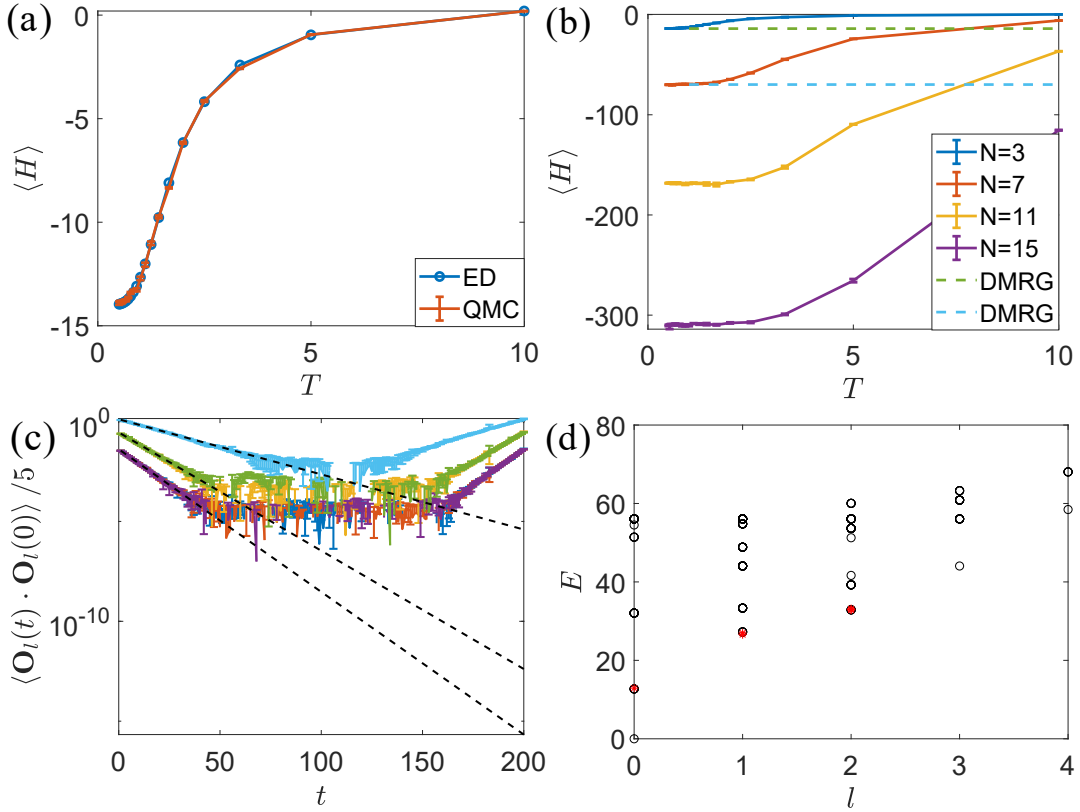 (a)
0
-5
-10
-15
⟨H⟩
0
5
10
T
ED
QMC
(b)
0
-100
-200
-300
⟨H⟩
5
10
T
N=3
N=7
N=11
N=15
DMRG
DMRG
(c)
10^0
10^-10
⟨O_l(t) · O_l(0)⟩ /5
0
50
100
150
200
t
(d)
80
60
40
20
0
E
0
1
2
3
4
l